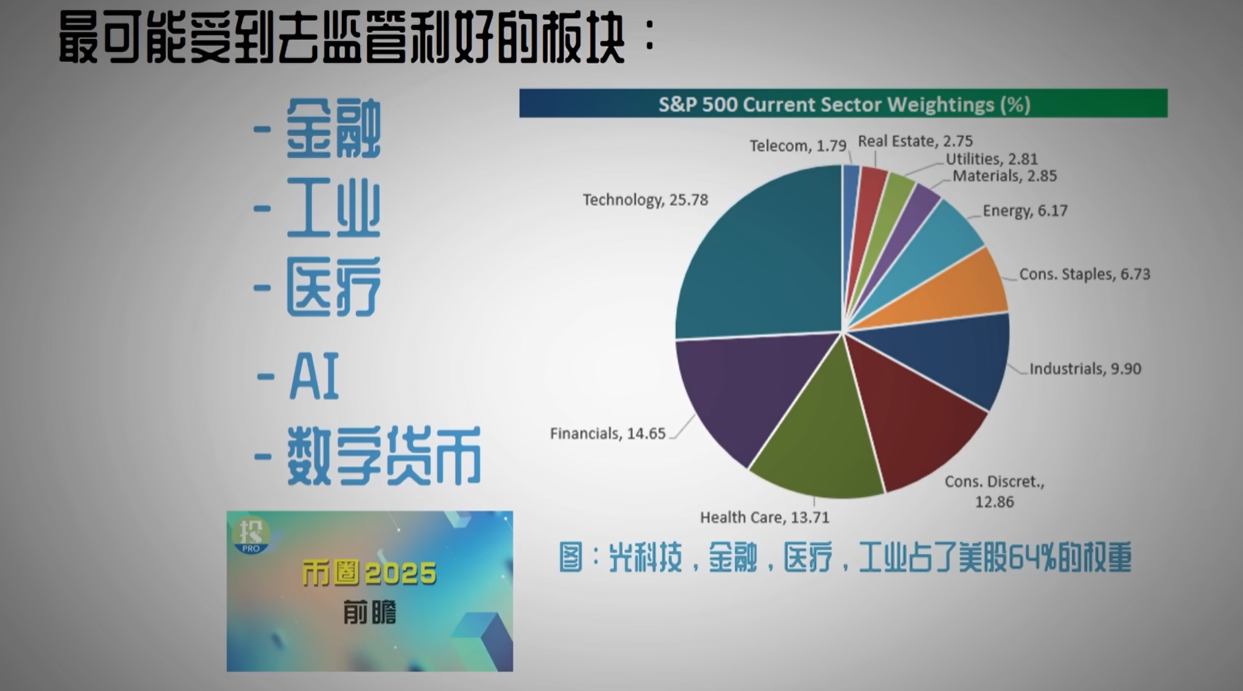 最可能受到去监管利好的板块：
- 金融
- 工业
- 医疗
- AI
- 数字货币
S&P 500 Current Sector Weightings (%)
Telecom, 1.79
Real Estate, 2.75
Utilities, 2.81
Materials, 2.85
Energy, 6.17
Cons. Staples, 6.73
Industrials, 9.90
Cons. Discret.,
12.86
Health Care, 13.71
Financials, 14.65
Technology, 25.78
图：光科技，金融，医疗，工业占了美股64%的权重
投
PRO
币圈2025
前瞻